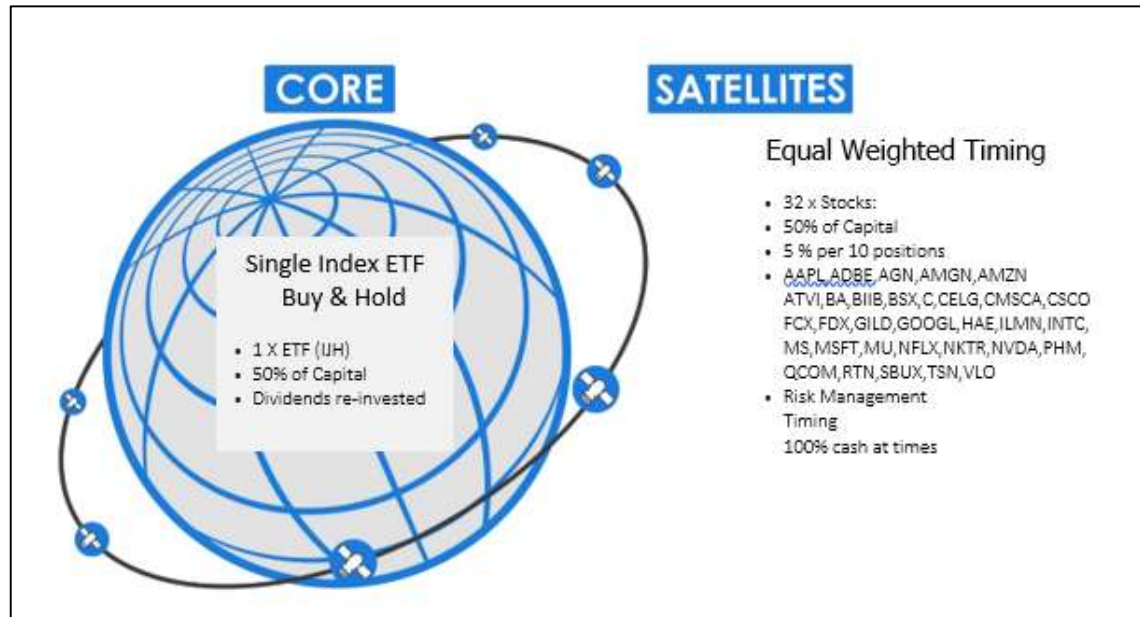 CORE
SATELLITES
Single Index ETF
Buy & Hold
• 1 X ETF (IJH)
• 50% of Capital
• Dividends re-invested
Equal Weighted Timing
• 32 x Stocks:
• 50% of Capital
• 5 % per 10 positions
• AAPL,ADBE,AGN,AMGN,AMZN
ATVI,BA,BIIB,BSX,C,CELG,CMSCA,CSCO
FCX,FDX,GILD,GOOGL,HAE,ILMN,INTC,
MS,MSFT,MU,NFLX,NKTR,NVDA,PHM,
QCOM,RTN,SBUX,TSN,VLO
• Risk Management
Timing
100% cash at times